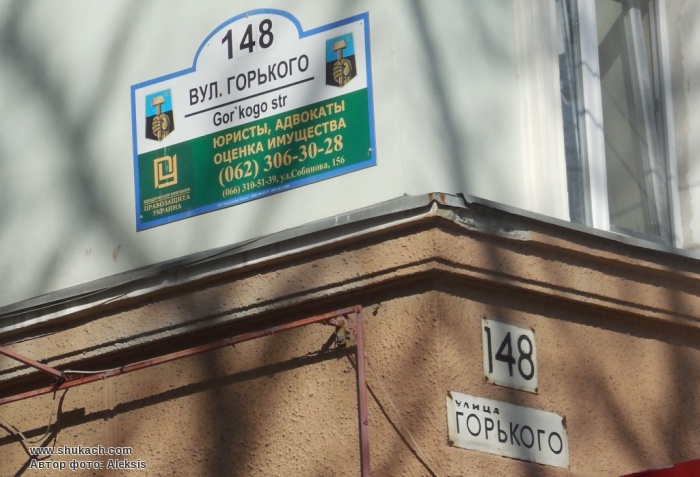 148
ВУЛ. ГОРЬКОГО
Gor`kogo str
ЮРИСТЫ, АДВОКАТЫ
ОЦЕНКА ИМУЩЕСТВА
(062) 306-30-28
(066) 310-51-39, ул.Собинова, 156
ПРАВОЗАЩИТА
УКРАИНА
148
УЛИЦА
ГОРЬКОГО
www.shukach.com
Автор фото: Aleksis